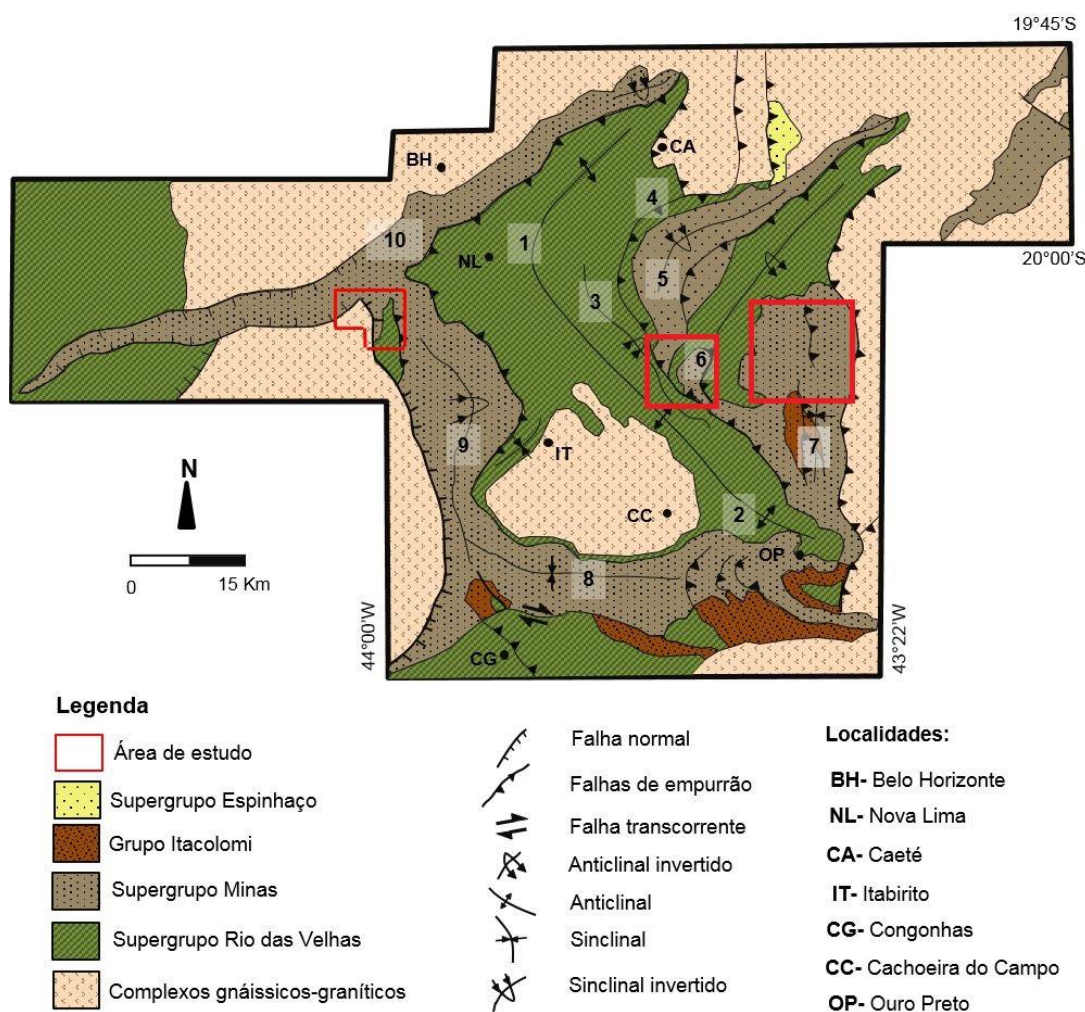 19°45'S
BH
CA
4
10
1
NL
20°00'S
5
3
6
9
7
IT
N
CC
2
OP
0
15 Km
8
44°00'W
43°22'W
CG
Legenda
Área de estudo
Supergrupo Espinhaço
Grupo Itacolomi
Supergrupo Minas
Supergrupo Rio das Velhas
Complexos gnáissicos-graníticos
Falha normal
Falhas de empurrão
Falha transcorrente
Anticlinal invertido
Anticlinal
Sinclinal
Sinclinal invertido
Localidades:
BH- Belo Horizonte
NL- Nova Lima
CA- Caeté
IT- Itabirito
CG- Congonhas
CC- Cachoeira do Campo
OP- Ouro Preto